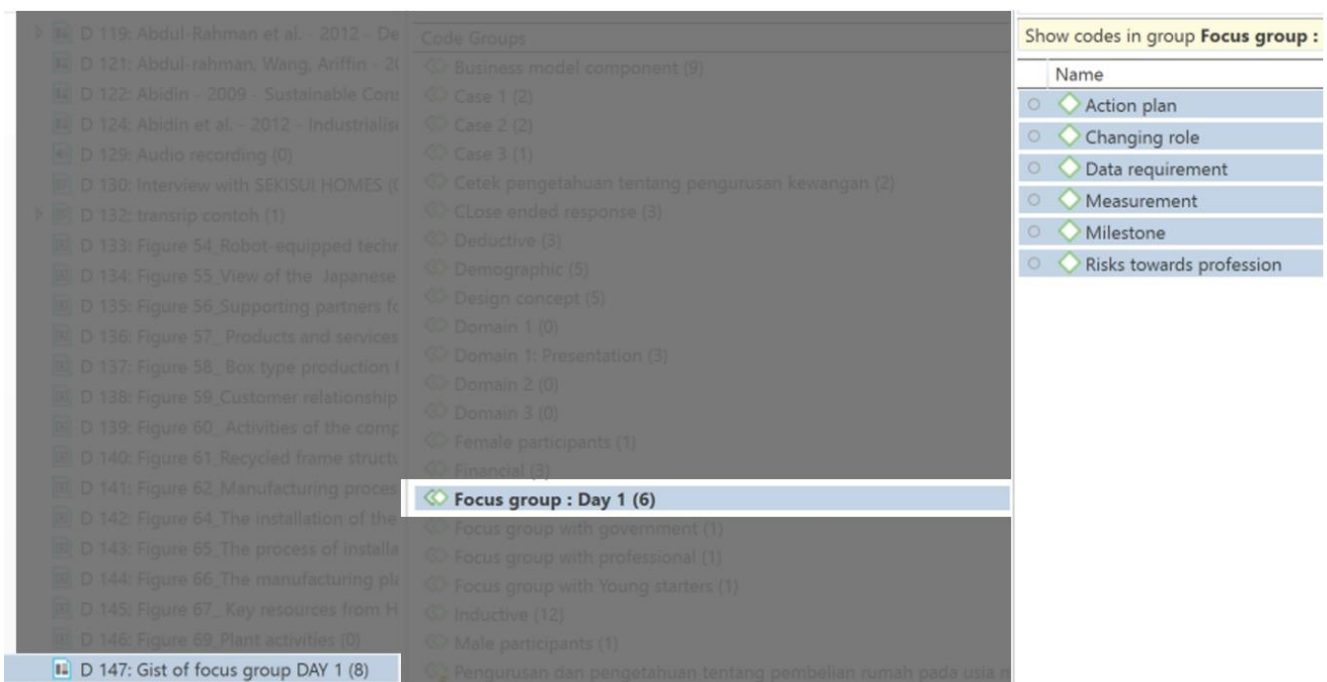 D 119: Abdul-Rahman et al. - 2012 - De
D 121: Abdul-rahman, Wang, Ariffin - 20
D 122: Abidin - 2009 - Sustainable Cons
D 124: Abidin et al. - 2012 - Industrialis
D 129: Audio recording (0)
D 130: Interview with SEKISUI HOMES (0
D 132: transrip contoh (1)
D 133: Figure 54_Robot-equipped techn
D 134: Figure 55_View of the Japanese
D 135: Figure 56_Supporting partners fo
D 136: Figure 57_ Products and services
D 137: Figure 58_ Box type production
D 138: Figure 59_Customer relationship
D 139: Figure 60_ Activities of the comp
D 140: Figure 61_Recycled frame structu
D 141: Figure 62_Manufacturing proces
D 142: Figure 64_The installation of the
D 143: Figure 65_The process of installa
D 144: Figure 66_The manufacturing pla
D 145: Figure 67_ Key resources from H
D 146: Figure 69_Plant activities (0)
D 147: Gist of focus group DAY 1 (8)
Code Groups
Business model component (9)
Case 1 (2)
Case 2 (2)
Case 3 (1)
Cetek pengetahuan tentang pengurusan kewangan (2)
CLose ended response (3)
Deductive (3)
Demographic (5)
Design concept (5)
Domain 1 (0)
Domain 1: Presentation (3)
Domain 2 (0)
Domain 3 (0)
Female participants (1)
Financial (3)
Focus group : Day 1 (6)
Focus group with government (1)
Focus group with professional (1)
Focus group with Young starters (1)
Inductive (12)
Male participants (1)
Pengurusan dan pengetahuan tentang pembelian rumah pada usia m
Show codes in group Focus group :
Name
Action plan
Changing role
Data requirement
Measurement
Milestone
Risks towards profession